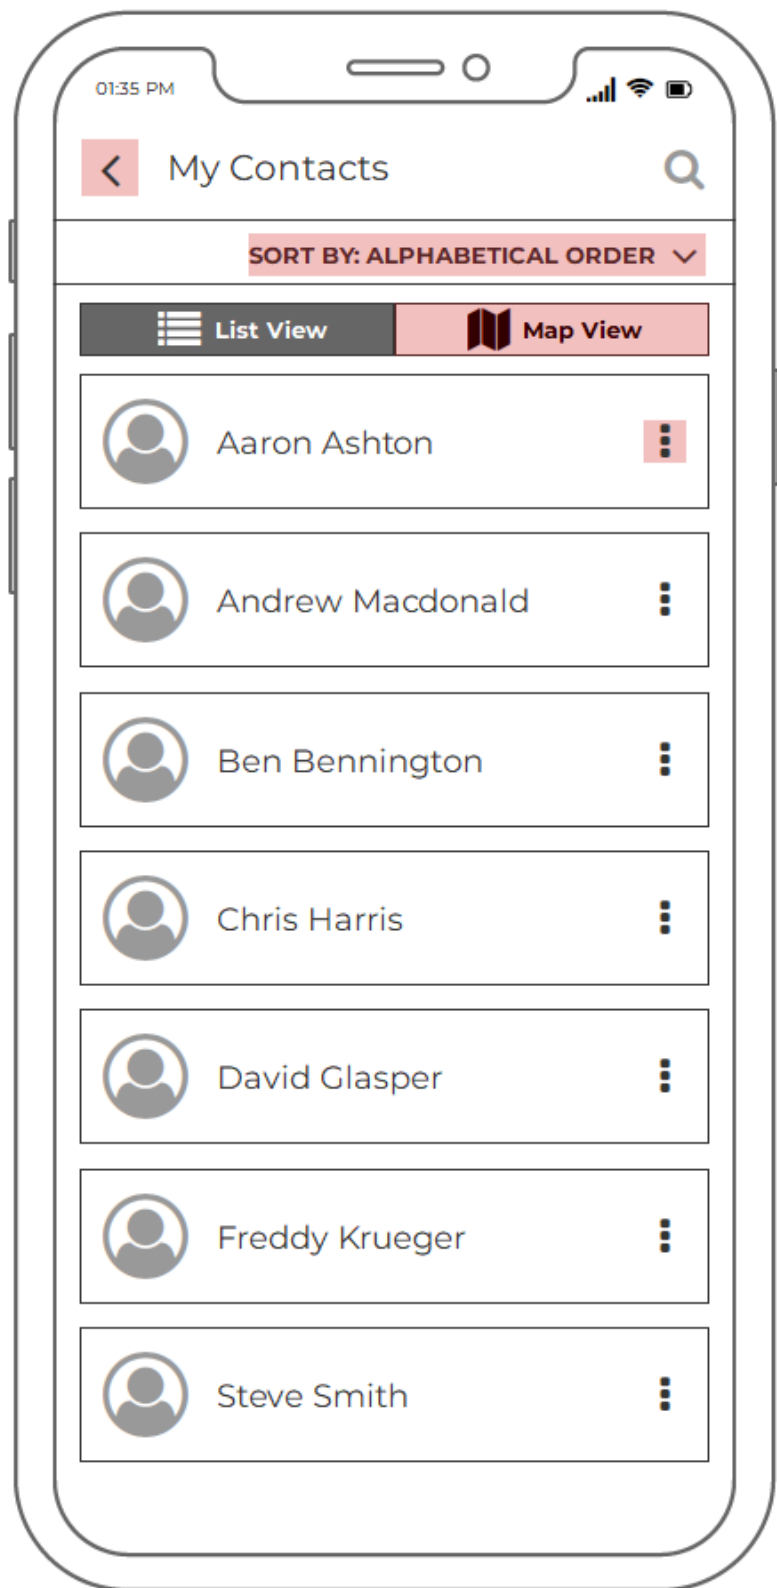 01:35 PM
My Contacts
SORT BY: ALPHABETICAL ORDER
List View Map View
Aaron Ashton
Andrew Macdonald
Ben Bennington
Chris Harris
David Glasper
Freddy Krueger
Steve Smith